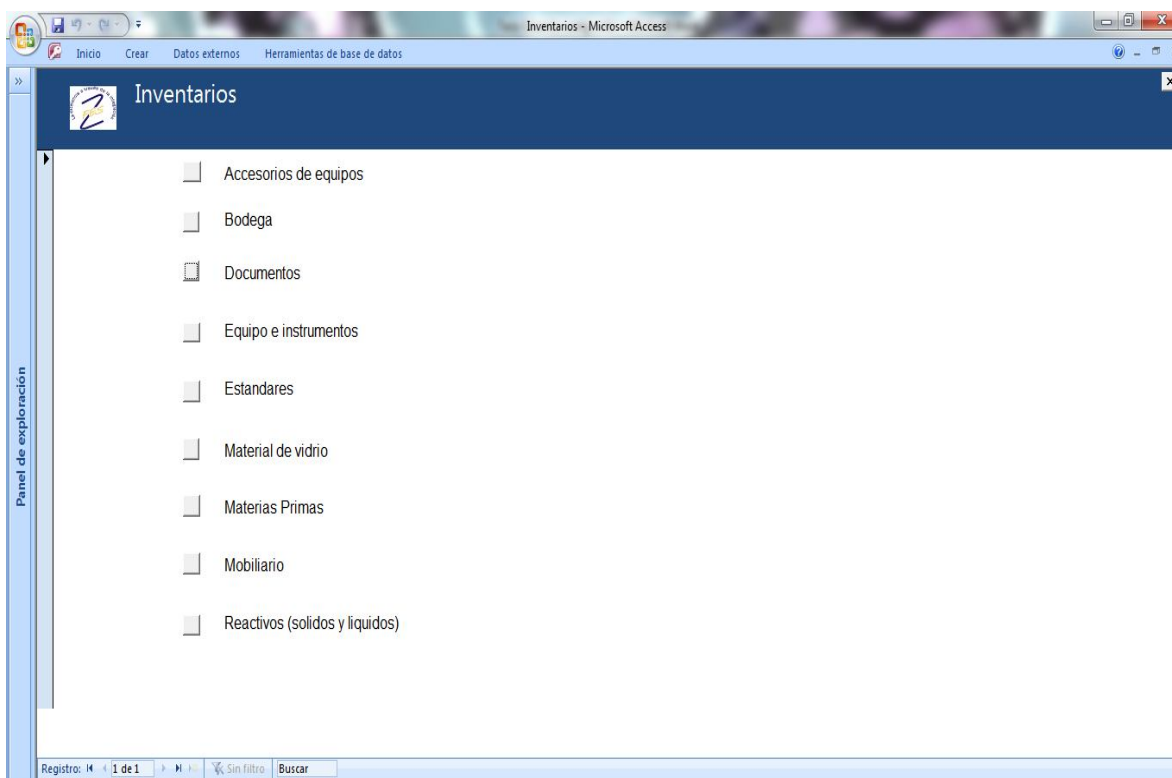 Inventarios - Microsoft Access
Inicio Crear Datos externos Herramientas de base de datos
Inventarios
Accesorios de equipos
Bodega
Documentos
Equipo e instrumentos
Estandares
Material de vidrio
Materias Primas
Mobiliario
Reactivos (solidos y liquidos)
Panel de exploración
Registro: 1 de 1 Sin filtro Buscar